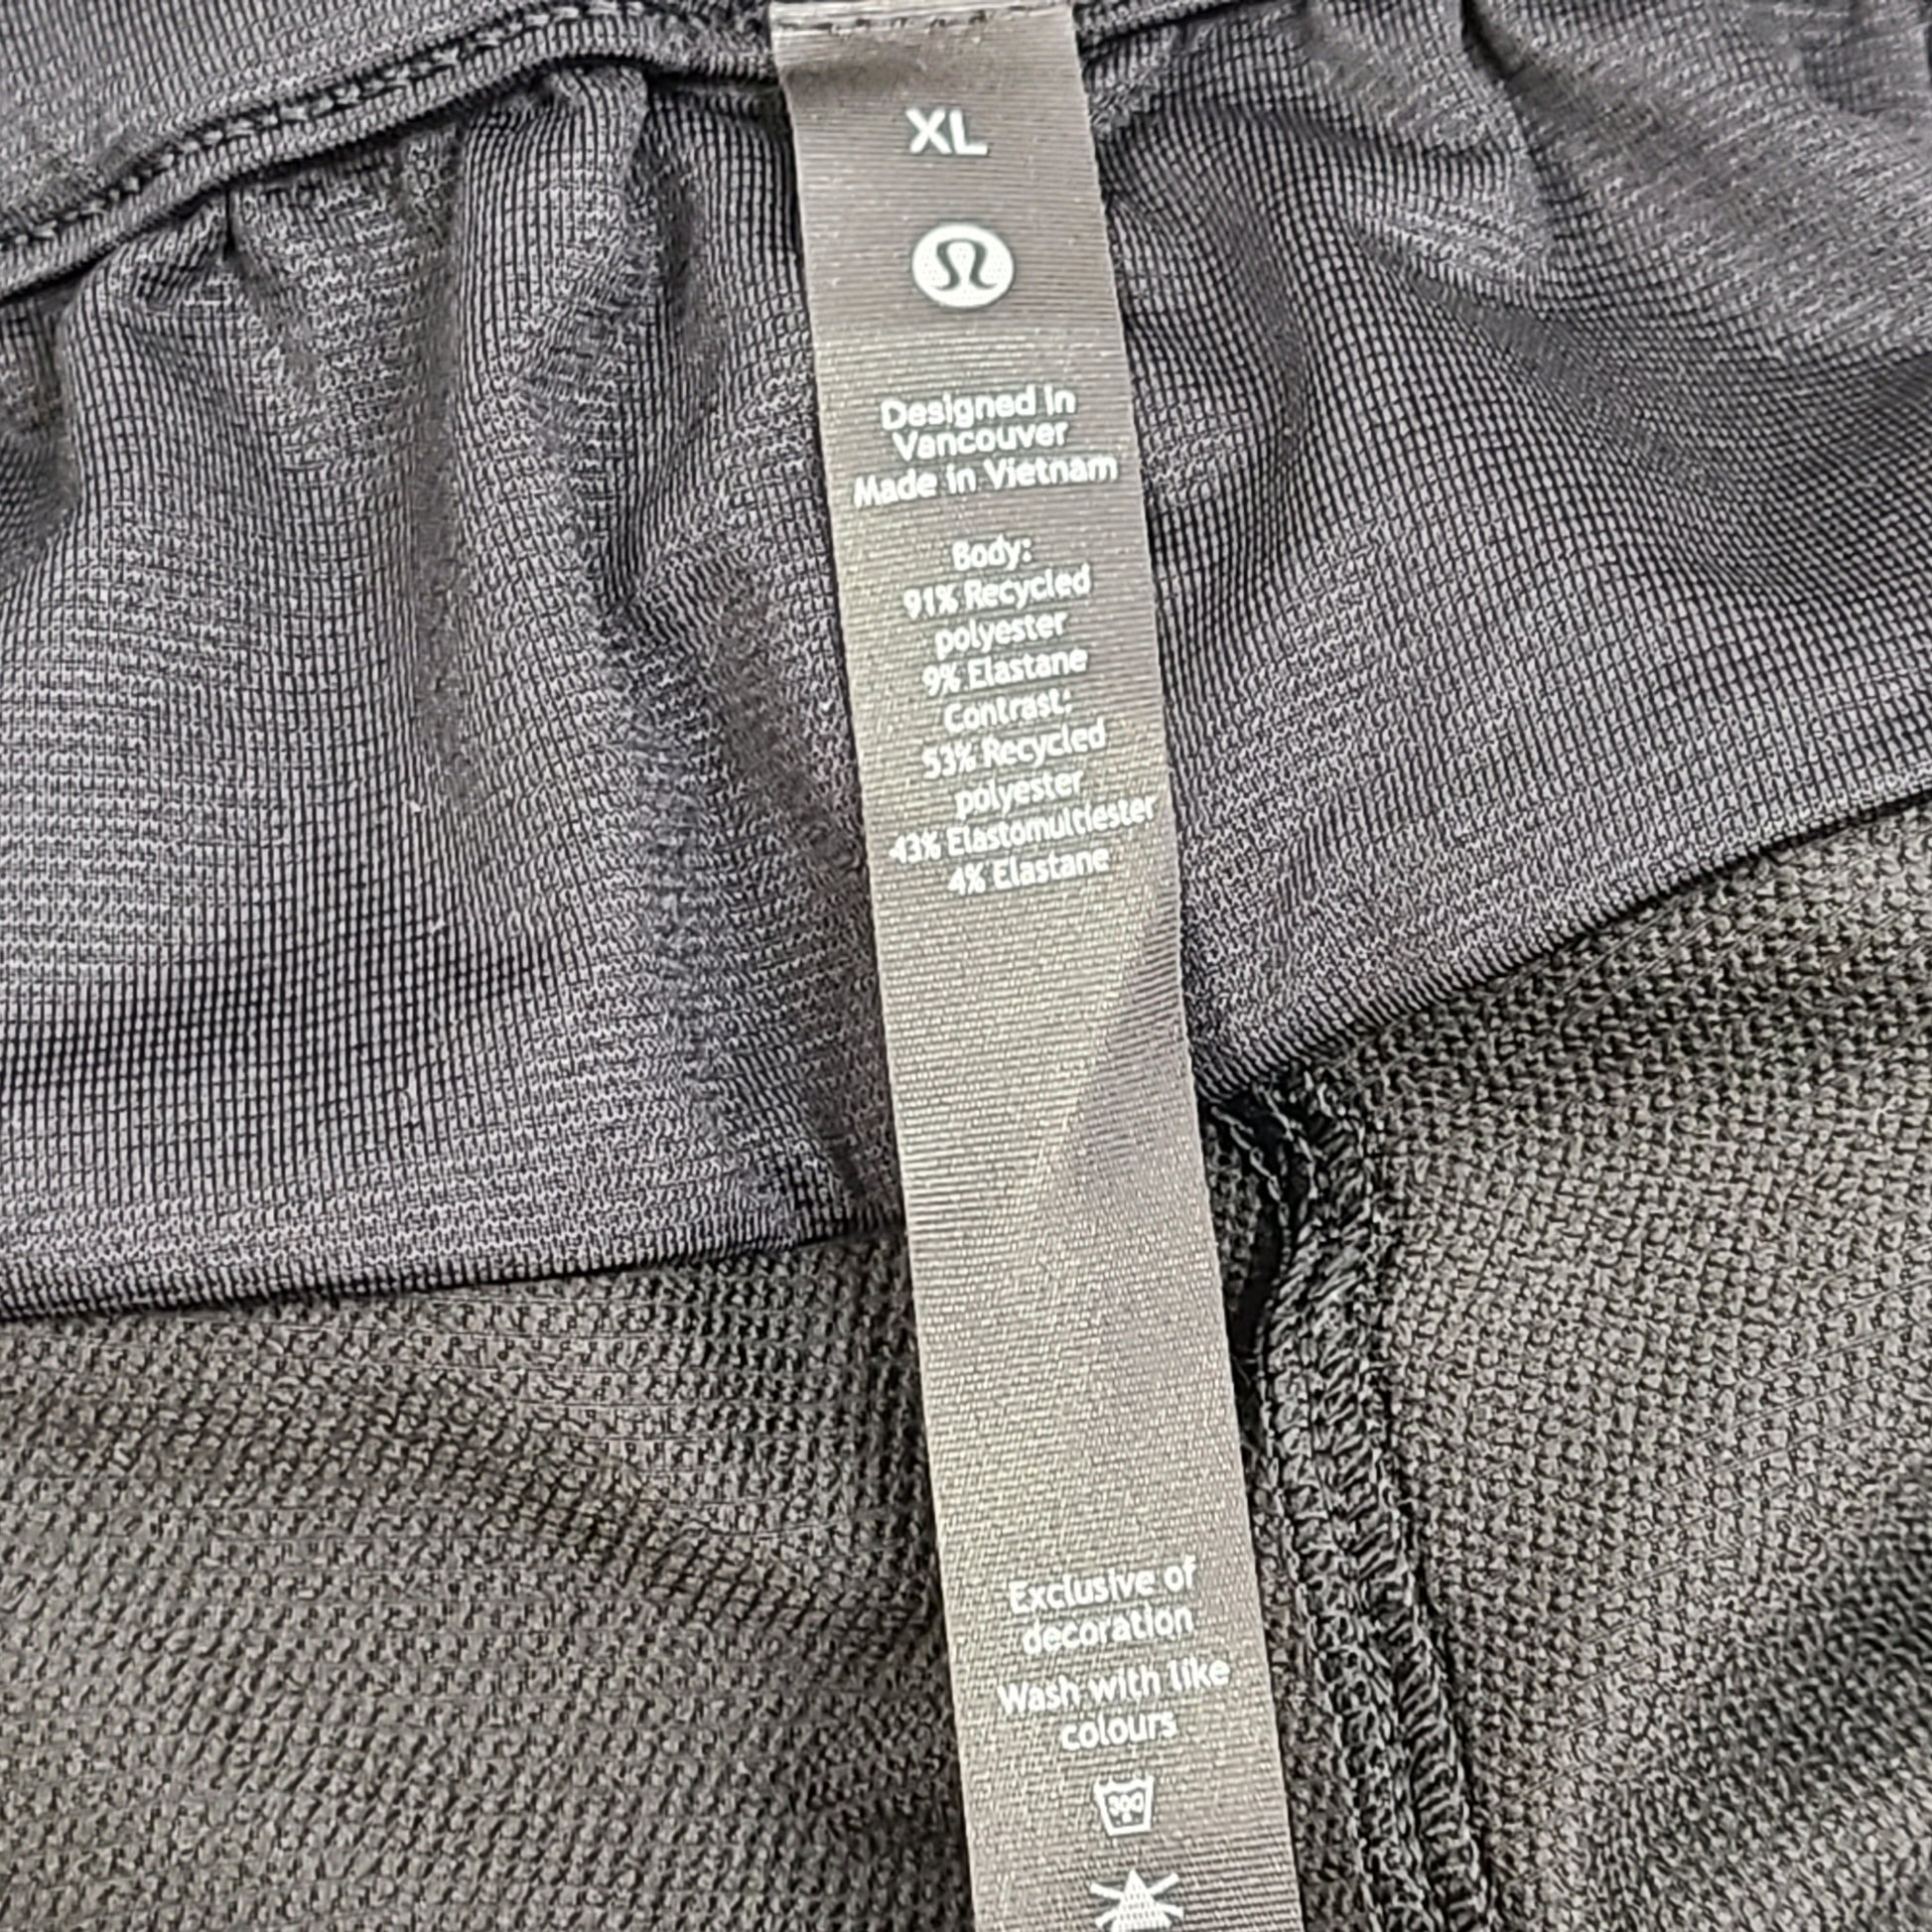 XL
Designed in
Vancouver
Made in Vietnam
Body:
91% Recycled
polyester
9% Elastane
Contrast:
53% Recycled
polyester
43% Elastomultiester
4% Elastane
Exclusive of
decoration
Wash with like
colours
30C